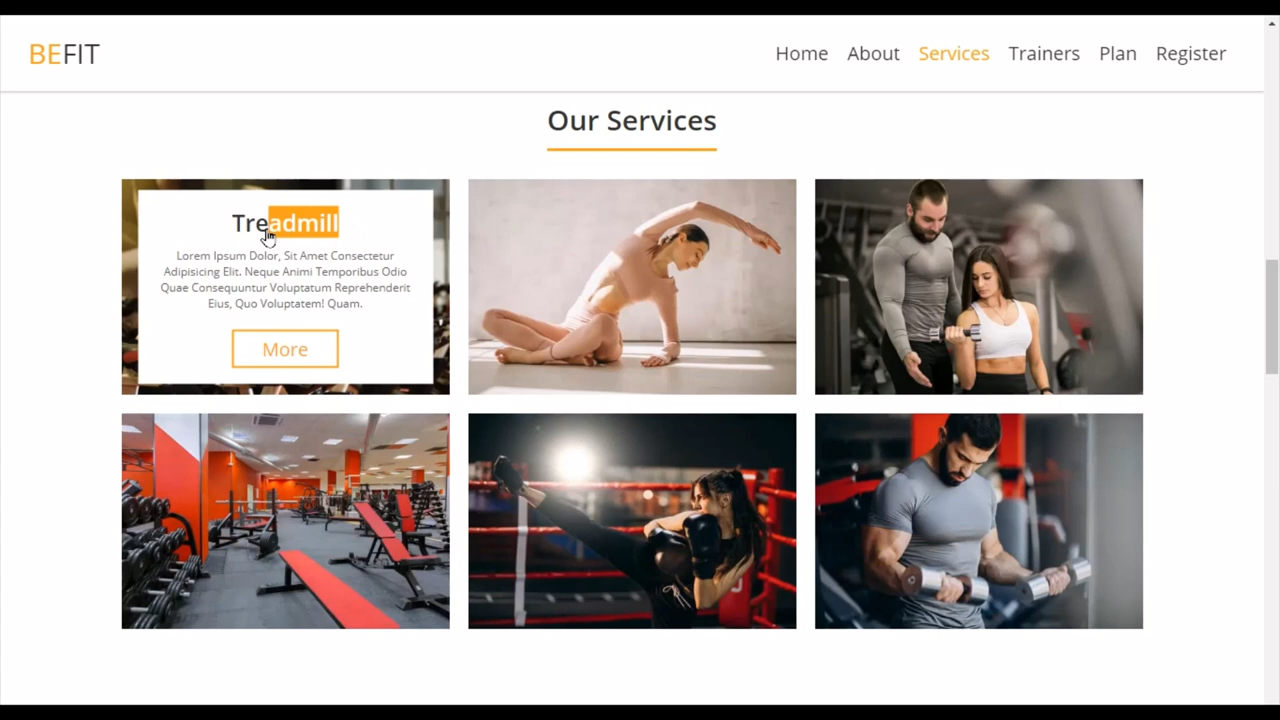 BEFIT
Home About Services Trainers Plan Register
Our Services
Treadmill
Lorem Ipsum Dolor, Sit Amet Consectetur
Adipisicing Elit. Neque Animi Temporibus Odio
Quae Consequuntur Voluptatum Reprehenderit
Eius, Quo Voluptatem! Quam.
More